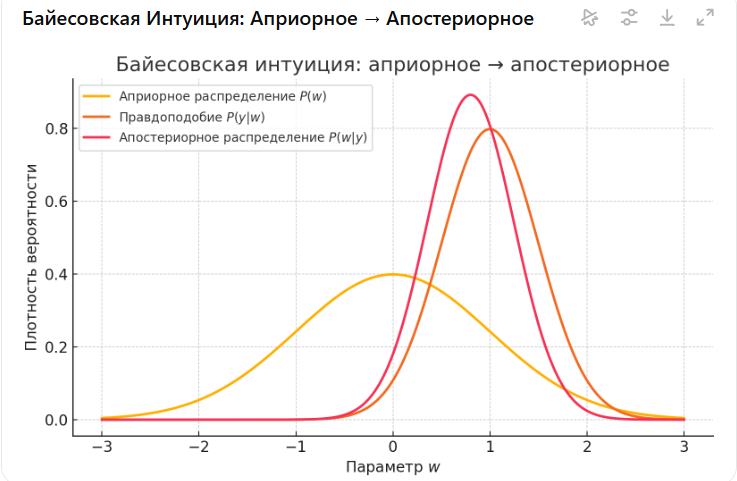 Байесовская Интуиция: Априорное → Апостериорное
Байесовская интуиция: априорное → апостериорное
Априорное распределение P(w)
Правдоподобие P(y|w)
Апостериорное распределение P(w|y)
Плотность вероятности
0.8
0.6
0.4
0.2
0.0
−3 −2 −1 0 1 2 3
Параметр w